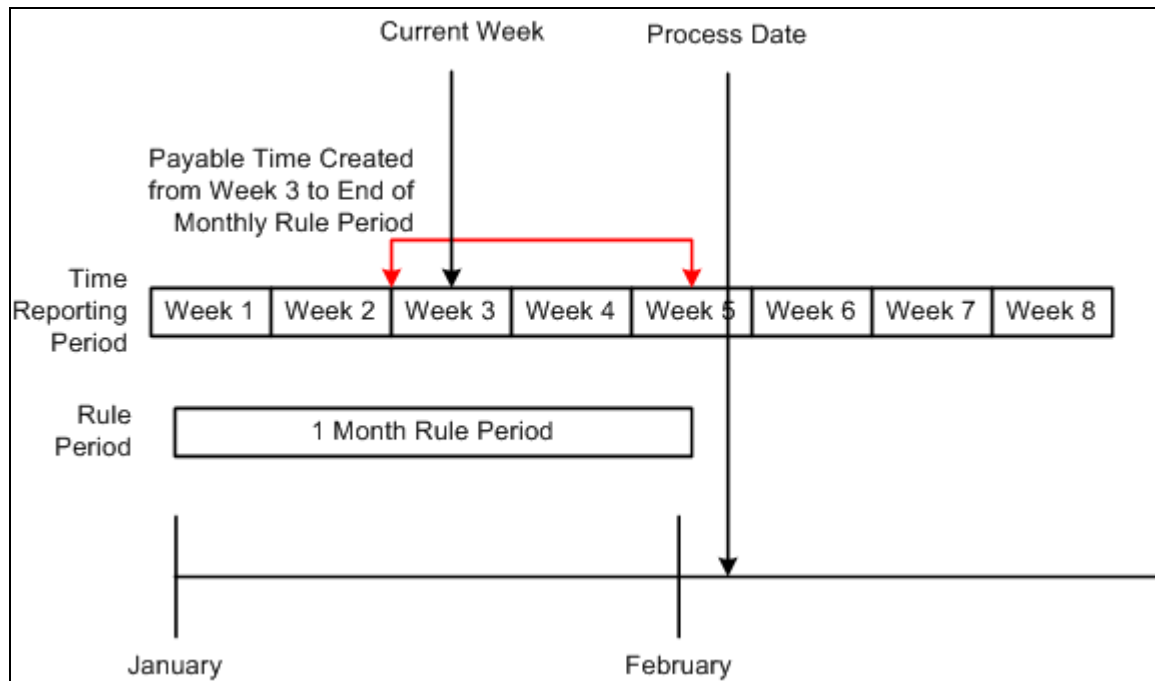 Current Week
Process Date
Payable Time Created
from Week 3 to End of
Monthly Rule Period
Time
Reporting
Period
Week 1 Week 2 Week 3 Week 4 Week 5 Week 6 Week 7 Week 8
Rule
Period
1 Month Rule Period
January
February